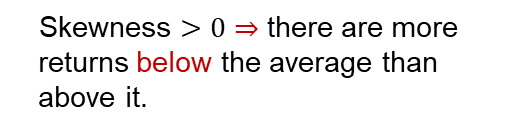 Skewness > 0 ⇒ there are more
returns below the average than
above it.